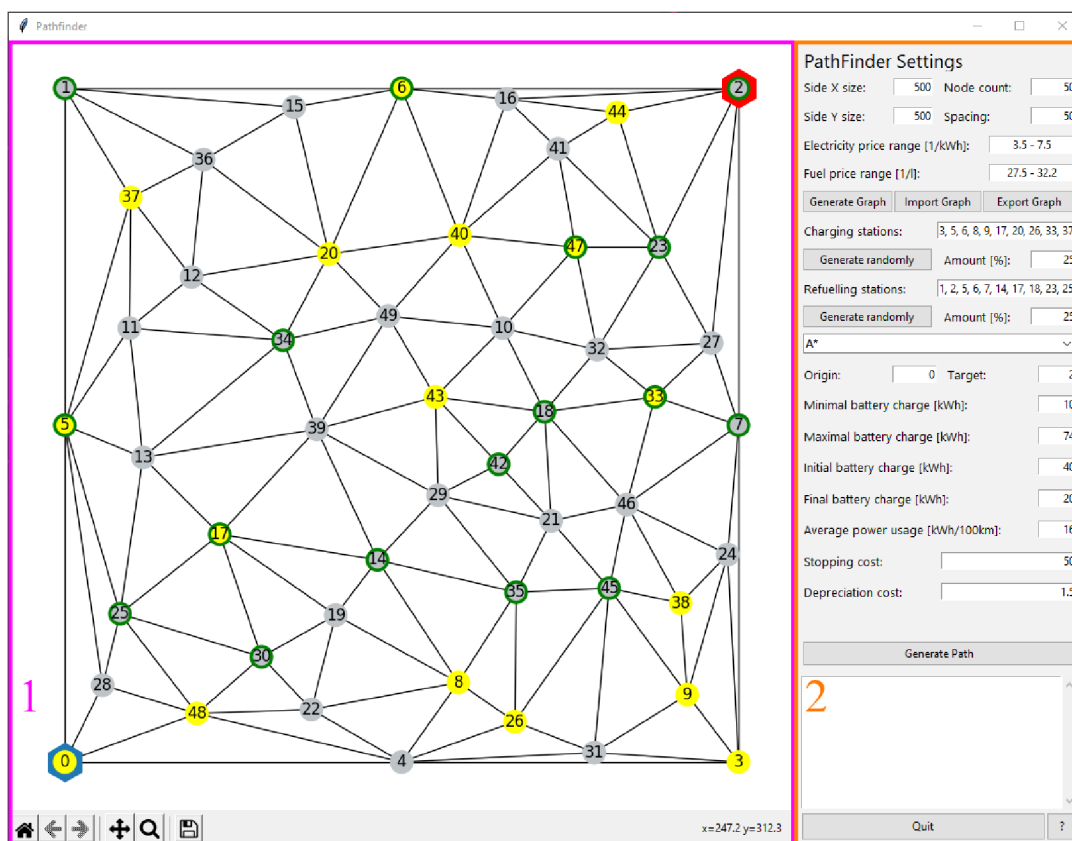 Pathfinder
PathFinder Settings
Side X size: 500 Node count: 50
Side Y size: 500 Spacing: 50
Electricity price range [1/kWh]: 3.5 - 7.5
Fuel price range [1/l]: 27.5 - 32.2
Generate Graph Import Graph Export Graph
Charging stations: 3, 5, 6, 8, 9, 17, 20, 26, 33, 37
Generate randomly Amount [%]: 25
Refuelling stations: 1, 2, 5, 6, 7, 14, 17, 18, 23, 25
Generate randomly Amount [%]: 25
A*
Origin: 0 Target: 2
Minimal battery charge [kWh]: 10
Maximal battery charge [kWh]: 74
Initial battery charge [kWh]: 40
Final battery charge [kWh]: 20
Average power usage [kWh/100km]: 16
Stopping cost: 50
Depreciation cost: 1.5
Generate Path
2
Quit ?
1 6 2
15 16 44
36 41
37
20 40 47 23
12
11 34 49 10 32 27
5 43 18 33 7
13 39 42
29 21 46
17 14 35 45 24
25 19 38
30
28 48 22 8 26 9
0 4 31 3
1
x=247.2 y=312.3